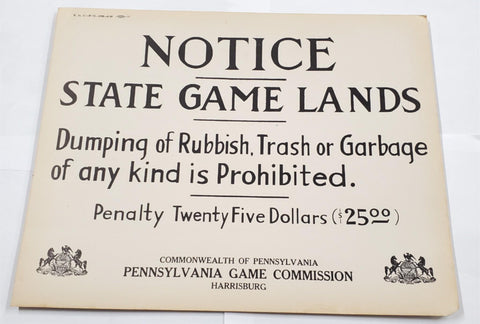 NOTICE
STATE GAME LANDS
Dumping of Rubbish, Trash or Garbage
of any kind is Prohibited.
Penalty Twenty Five Dollars ($25.00)
COMMONWEALTH OF PENNSYLVANIA
PENNSYLVANIA GAME COMMISSION
HARRISBURG